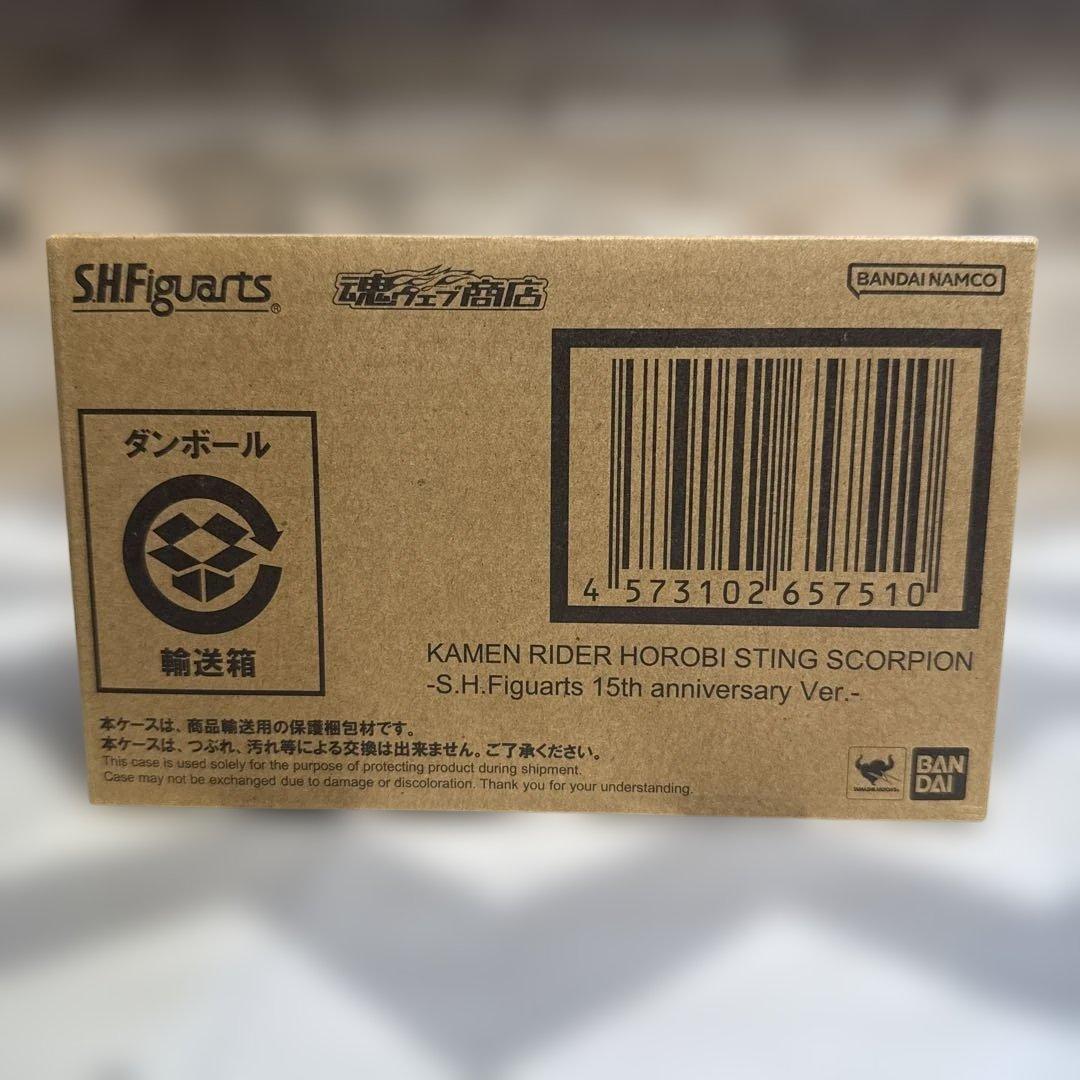 S.H.Figuarts®
魂ウェブ商店
BANDAI NAMCO
ダンボール
輸送箱
4 573102 657510
KAMEN RIDER HOROBI STING SCORPION
-S.H.Figuarts 15th anniversary Ver.-
本ケースは、商品輸送用の保護梱包材です。
本ケースは、つぶれ、汚れ等による交換は出来ません。ご了承ください。
This case is used solely for the purpose of protecting product during shipment.
Case may not be exchanged due to damage or discoloration. Thank you for your understanding.
TAMASHII NATIONS
BAN
DAI